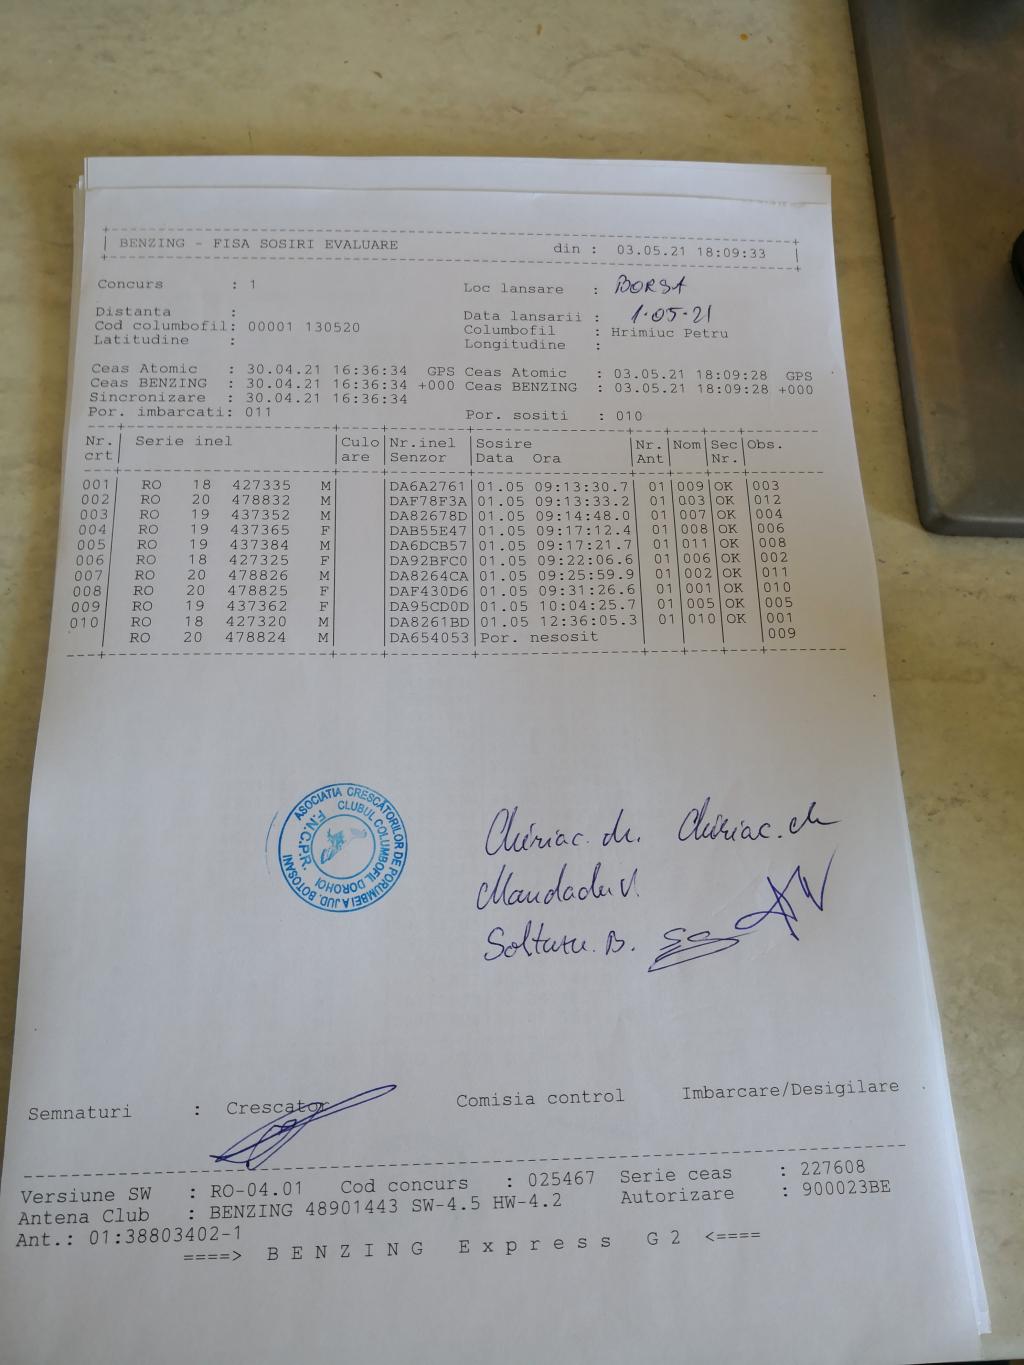 BENZING - FISA SOSIRI EVALUARE din : 03.05.21 18:09:33
Concurs : 1 Loc lansare : BORSA
Distanta : Data lansarii : 1.05.21
Cod columbofil: 00001 130520 Columbofil : Hrimiuc Petru
Latitudine : Longitudine :
Ceas Atomic : 30.04.21 16:36:34 GPS Ceas Atomic : 03.05.21 18:09:28 GPS
Ceas BENZING : 30.04.21 16:36:34 +000 Ceas BENZING : 03.05.21 18:09:28 +000
Sincronizare : 30.04.21 16:36:34
Por. imbarcati: 011 Por. sositi : 010
Nr. Serie inel Culo Nr.inel Sosire Nr. Nom Sec Obs.
crt are Senzor Data Ora Ant Nr.
001 RO 18 427335 M DA6A2761 01.05 09:13:30.7 01 009 OK 003
002 RO 20 478832 M DAF78F3A 01.05 09:13:33.2 01 003 OK 012
003 RO 19 437352 M DA82678D 01.05 09:14:48.0 01 007 OK 004
004 RO 19 437365 F DAB55E47 01.05 09:17:12.4 01 008 OK 006
005 RO 19 437384 M DA6DCB57 01.05 09:17:21.7 01 011 OK 008
006 RO 18 427325 F DA92BFC0 01.05 09:22:06.6 01 006 OK 002
007 RO 20 478826 M DA8264CA 01.05 09:25:59.9 01 002 OK 011
008 RO 20 478825 F DAF430D6 01.05 09:31:26.6 01 001 OK 010
009 RO 19 437362 F DA95CD0D 01.05 10:04:25.7 01 005 OK 005
010 RO 18 427320 M DA8261BD 01.05 12:36:05.3 01 010 OK 001
RO 20 478824 M DA654053 Por. nesosit 009
ASOCIATIA CRESCĂTORILOR DE PORUMBEI A JUD. BOTOSANI
CLUBUL COLUMBOFIL DOROHOI
F.N.C.P.R.
Chiriac. Chiriac.
Soltuzu. B.
Semnaturi : Crescator Comisia control Imbarcare/Desigilare
Versiune SW : RO-04.01 Cod concurs : 025467 Serie ceas : 227608
Antena Club : BENZING 48901443 SW-4.5 HW-4.2 Autorizare : 900023BE
Ant.: 01:38803402-1
====> BENZING Express G2 <====